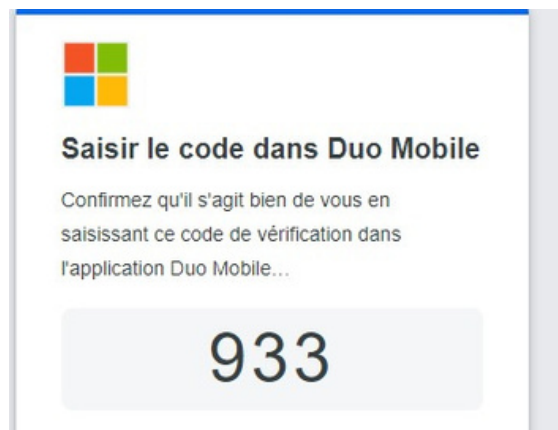 Saisir le code dans Duo Mobile
Confirmez qu'il s'agit bien de vous en
saisissant ce code de vérification dans
l'application Duo Mobile...
933